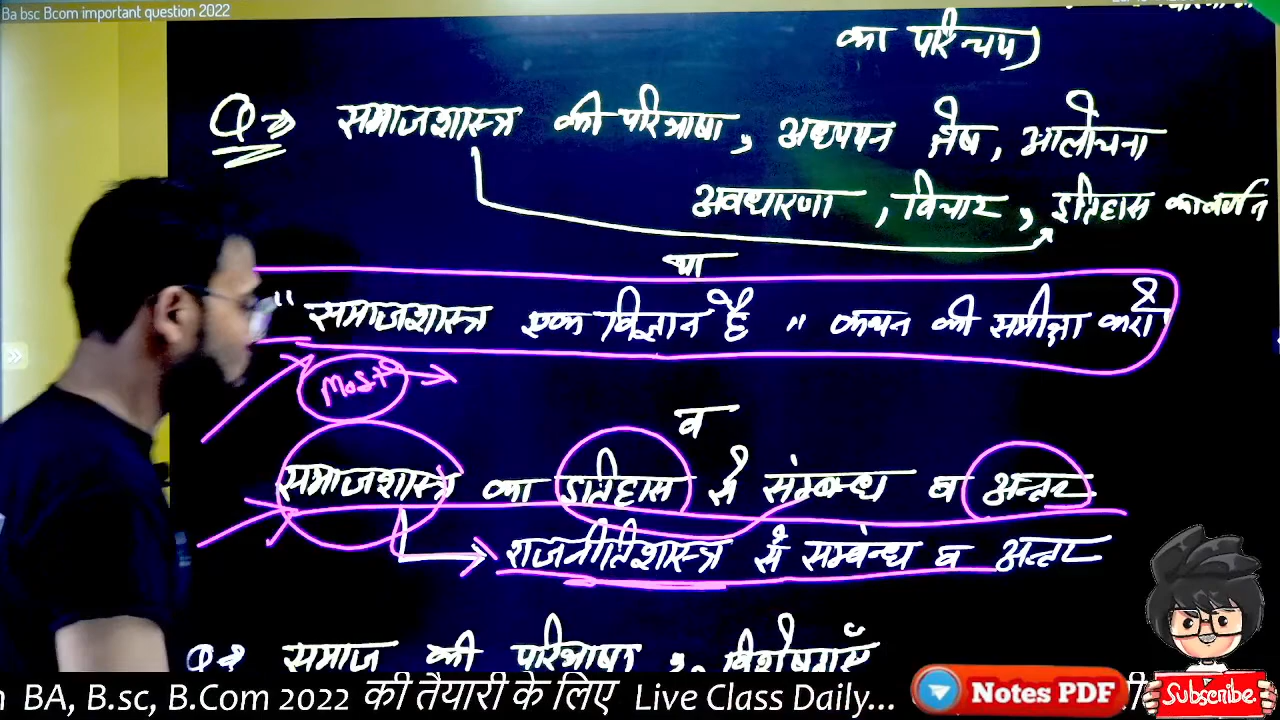 Ba bsc Bcom important question 2022
का परिचय)
Q⇒ समाजशास्त्र की परिभाषा, अध्ययन क्षेत्र, आलोचना
अवधारणा, विचार, इतिहास का वर्णन
या
"समाजशास्त्र एक विज्ञान है" कथन की समीक्षा करो
Most
व
समाजशास्त्र का इतिहास से संम्बन्ध व अन्तर
→ राजनीतिशास्त्र से सम्बन्ध व अन्तर
Q⇒ समाज की परिभाषा, विशेषताएँ
BA, B.sc, B.Com 2022 की तैयारी के लिए Live Class Daily...
Notes PDF
Subscribe